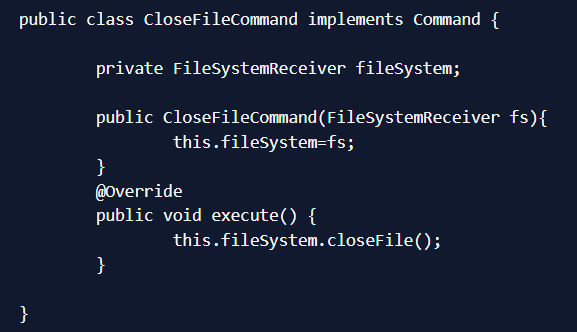 public class CloseFileCommand implements Command {
private FileSystemReceiver fileSystem;
public CloseFileCommand(FileSystemReceiver fs){
this.fileSystem=fs;
}
@Override
public void execute() {
this.fileSystem.closeFile();
}
}